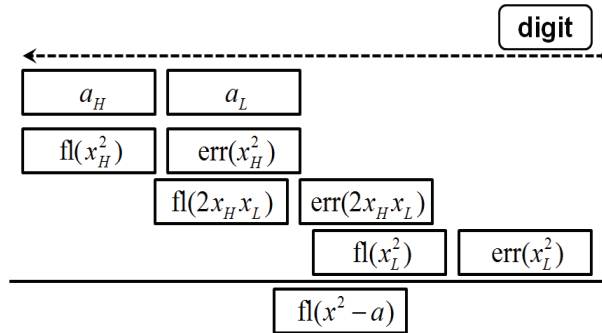 digit
a_H a_L
fl(x_H^2) err(x_H^2)
fl(2x_H x_L) err(2x_H x_L)
fl(x_L^2) err(x_L^2)
fl(x^2 − a)